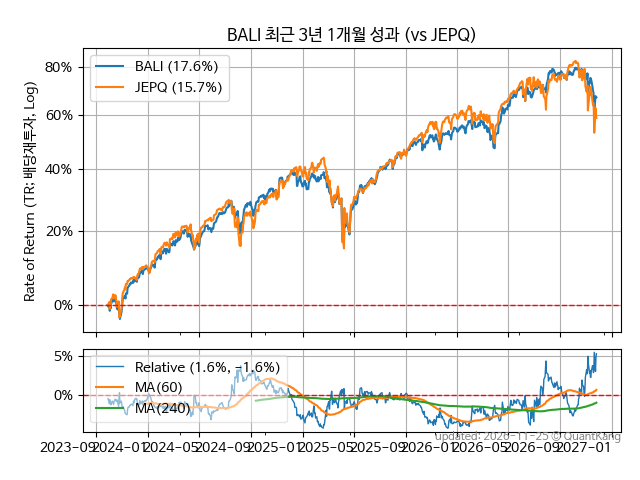 BALI 최근 3년 1개월 성과 (vs JEPQ)
Rate of Return (TR: 배당재투자, Log)
80%
60%
40%
20%
0%
BALI (17.6%)
JEPQ (15.7%)
5%
0%
Relative (1.6%, -1.6%)
MA(60)
MA(240)
updated: 2026-11-25 © QuantKang
2023-09
2024-01
2024-05
2024-09
2025-01
2025-05
2025-09
2026-01
2026-05
2026-09
2027-01